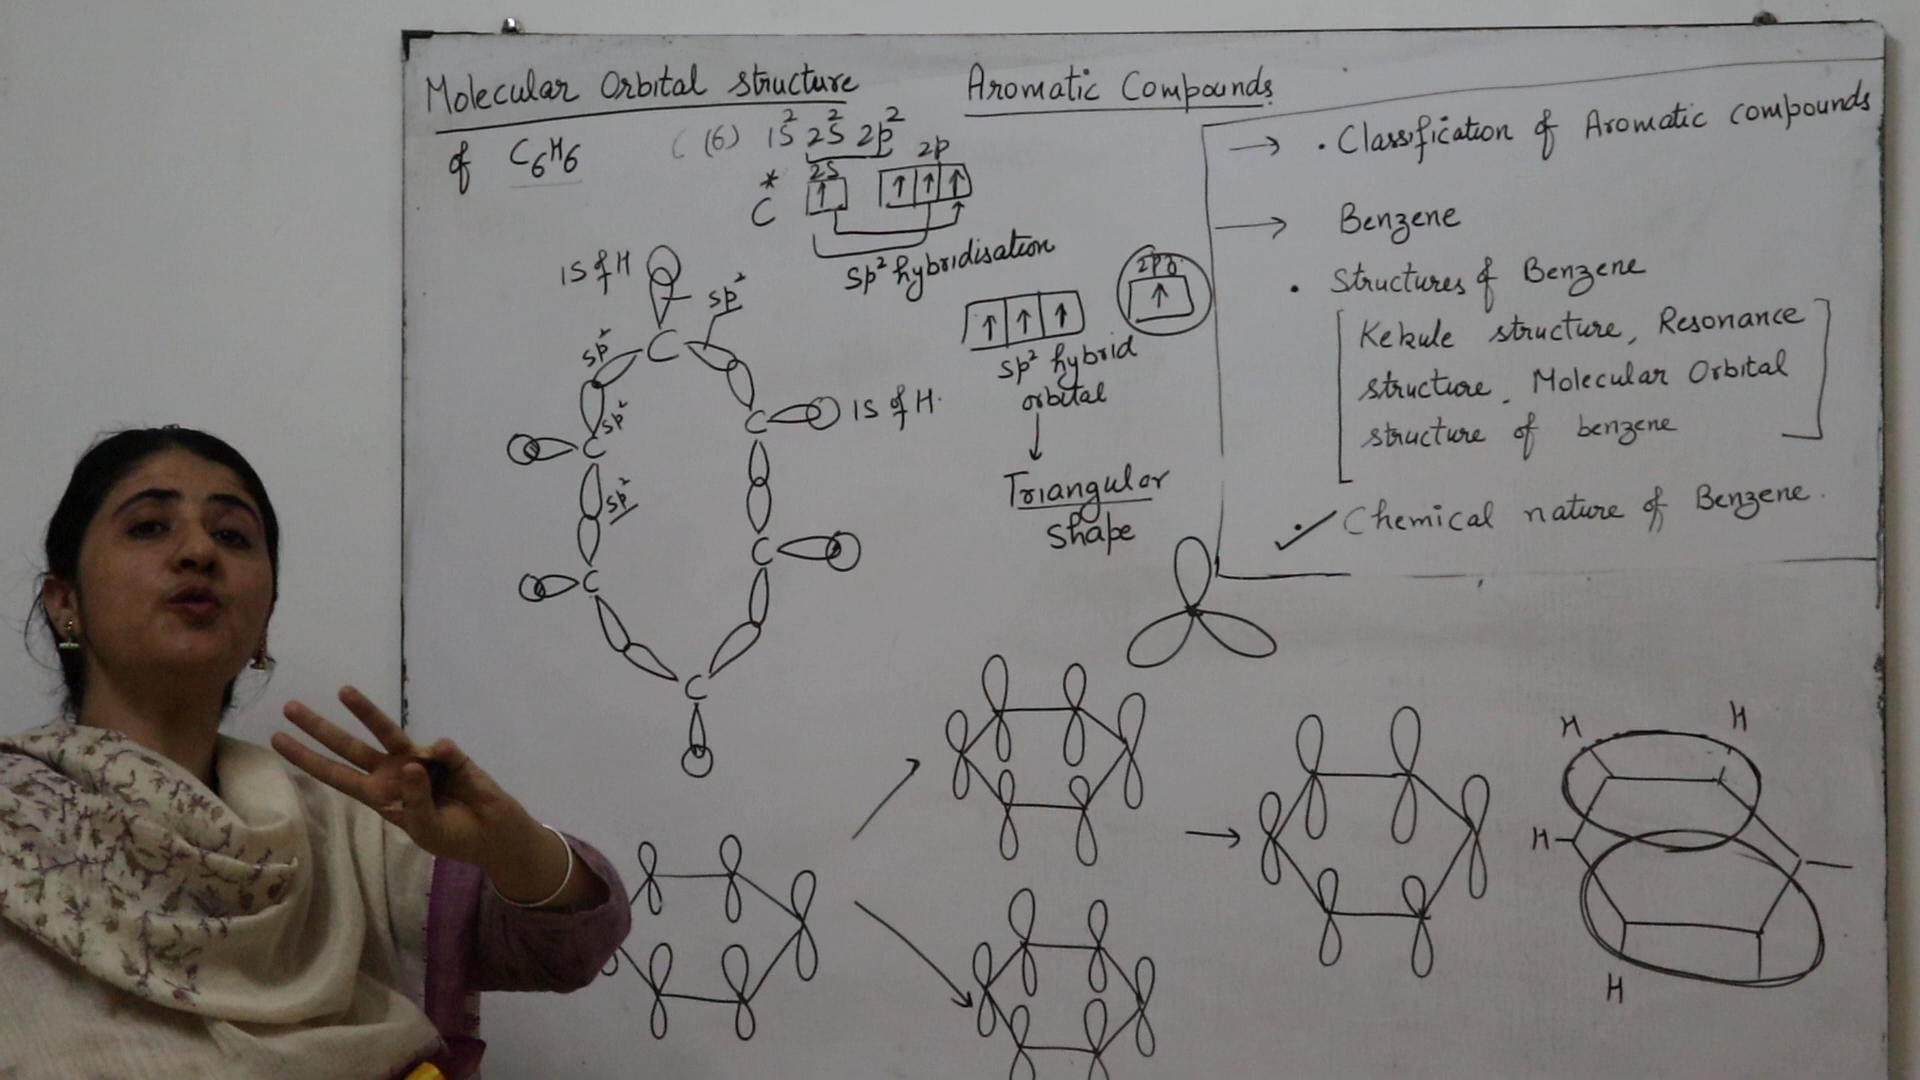 Molecular Orbital structure
of C₆H₆
C (6) 1S² 2S² 2p²
2S 2p
C*
↑ ↑ ↑ ↑
Sp² hybridisation
2pz
↑
↑ ↑ ↑
sp² hybrid
orbital
↓
Triangular
shape
1S of H
sp²
sp²
C
C
1S of H.
sp²
C
sp²
C
C
C
Aromatic Compounds
→ . Classification of Aromatic compounds
→ Benzene
. Structures of Benzene
[Kekule structure, Resonance
structure, Molecular Orbital
structure of benzene]
. ✓ Chemical nature of Benzene.
H H
H
H